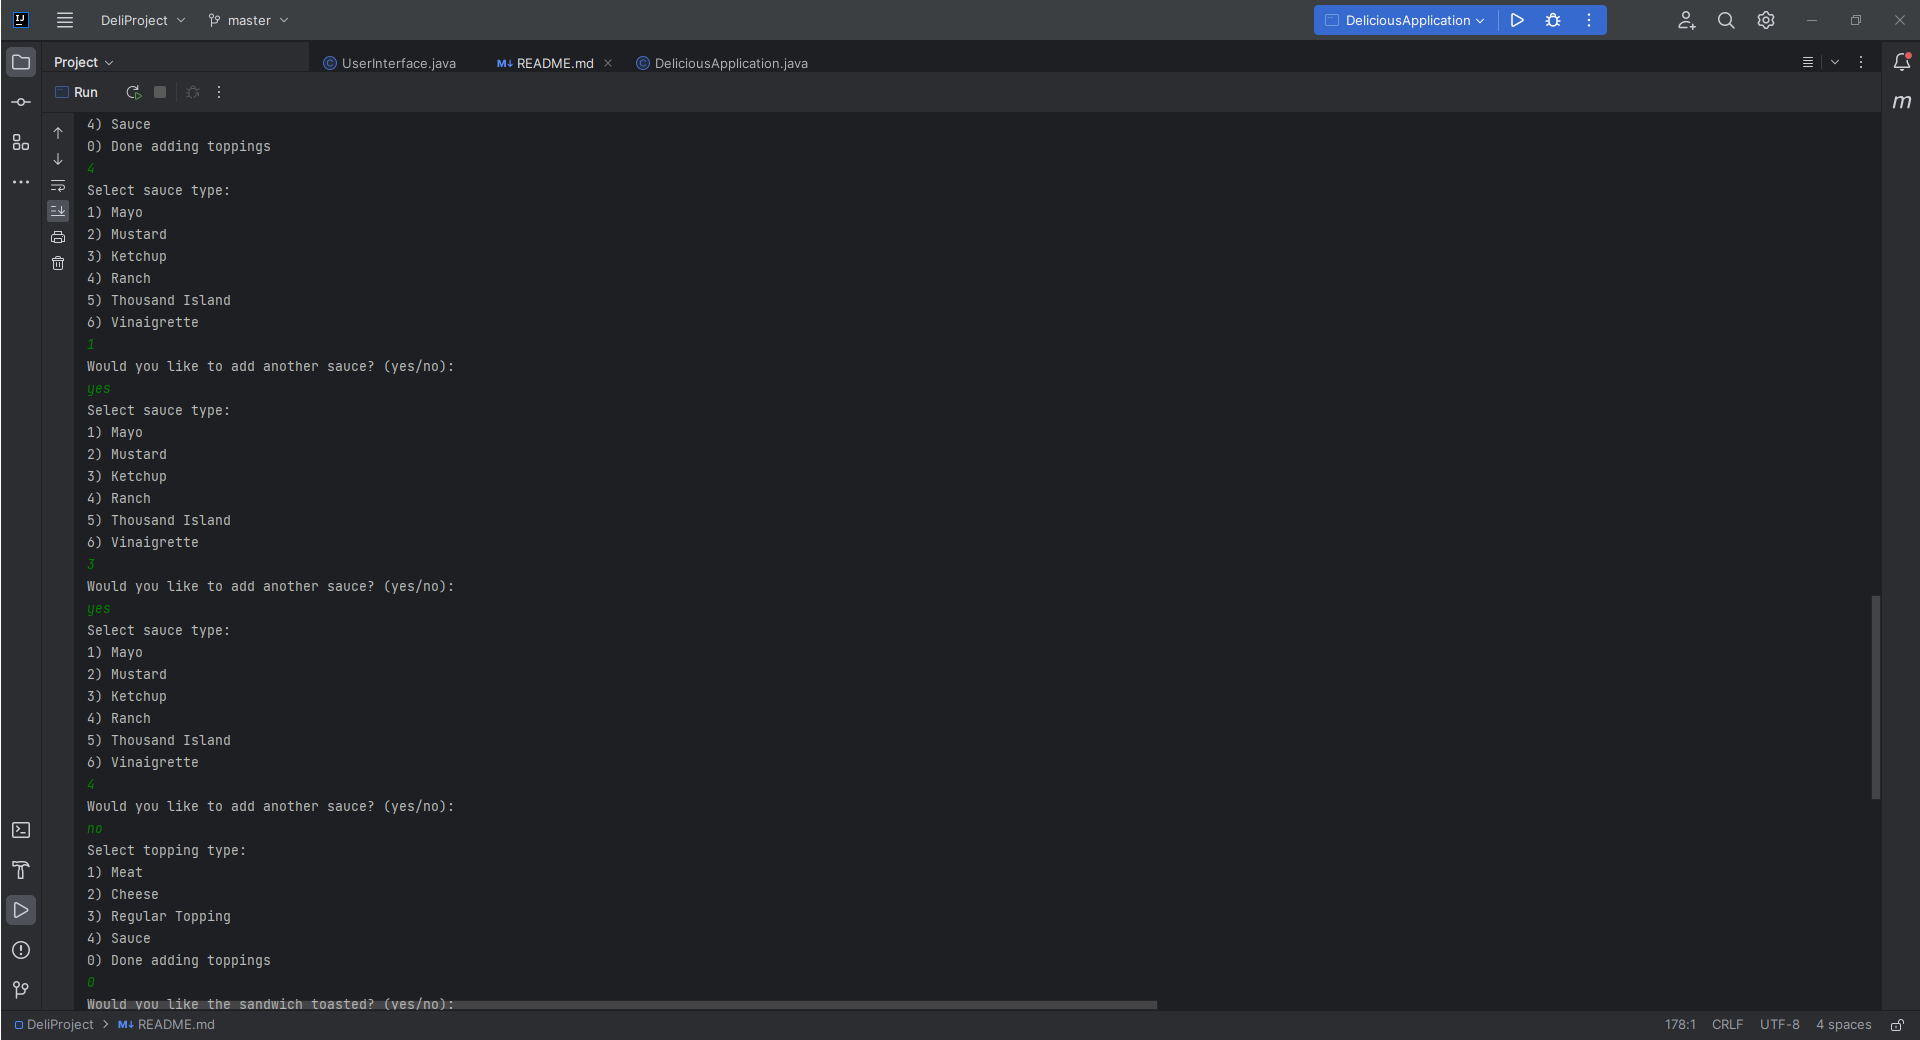 DeliProject master DeliciousApplication
Project UserInterface.java M↓ README.md DeliciousApplication.java
Run
4) Sauce
0) Done adding toppings
4
Select sauce type:
1) Mayo
2) Mustard
3) Ketchup
4) Ranch
5) Thousand Island
6) Vinaigrette
1
Would you like to add another sauce? (yes/no):
yes
Select sauce type:
1) Mayo
2) Mustard
3) Ketchup
4) Ranch
5) Thousand Island
6) Vinaigrette
3
Would you like to add another sauce? (yes/no):
yes
Select sauce type:
1) Mayo
2) Mustard
3) Ketchup
4) Ranch
5) Thousand Island
6) Vinaigrette
4
Would you like to add another sauce? (yes/no):
no
Select topping type:
1) Meat
2) Cheese
3) Regular Topping
4) Sauce
0) Done adding toppings
0
Would you like the sandwich toasted? (yes/no):
DeliProject > M↓ README.md 178:1 CRLF UTF-8 4 spaces